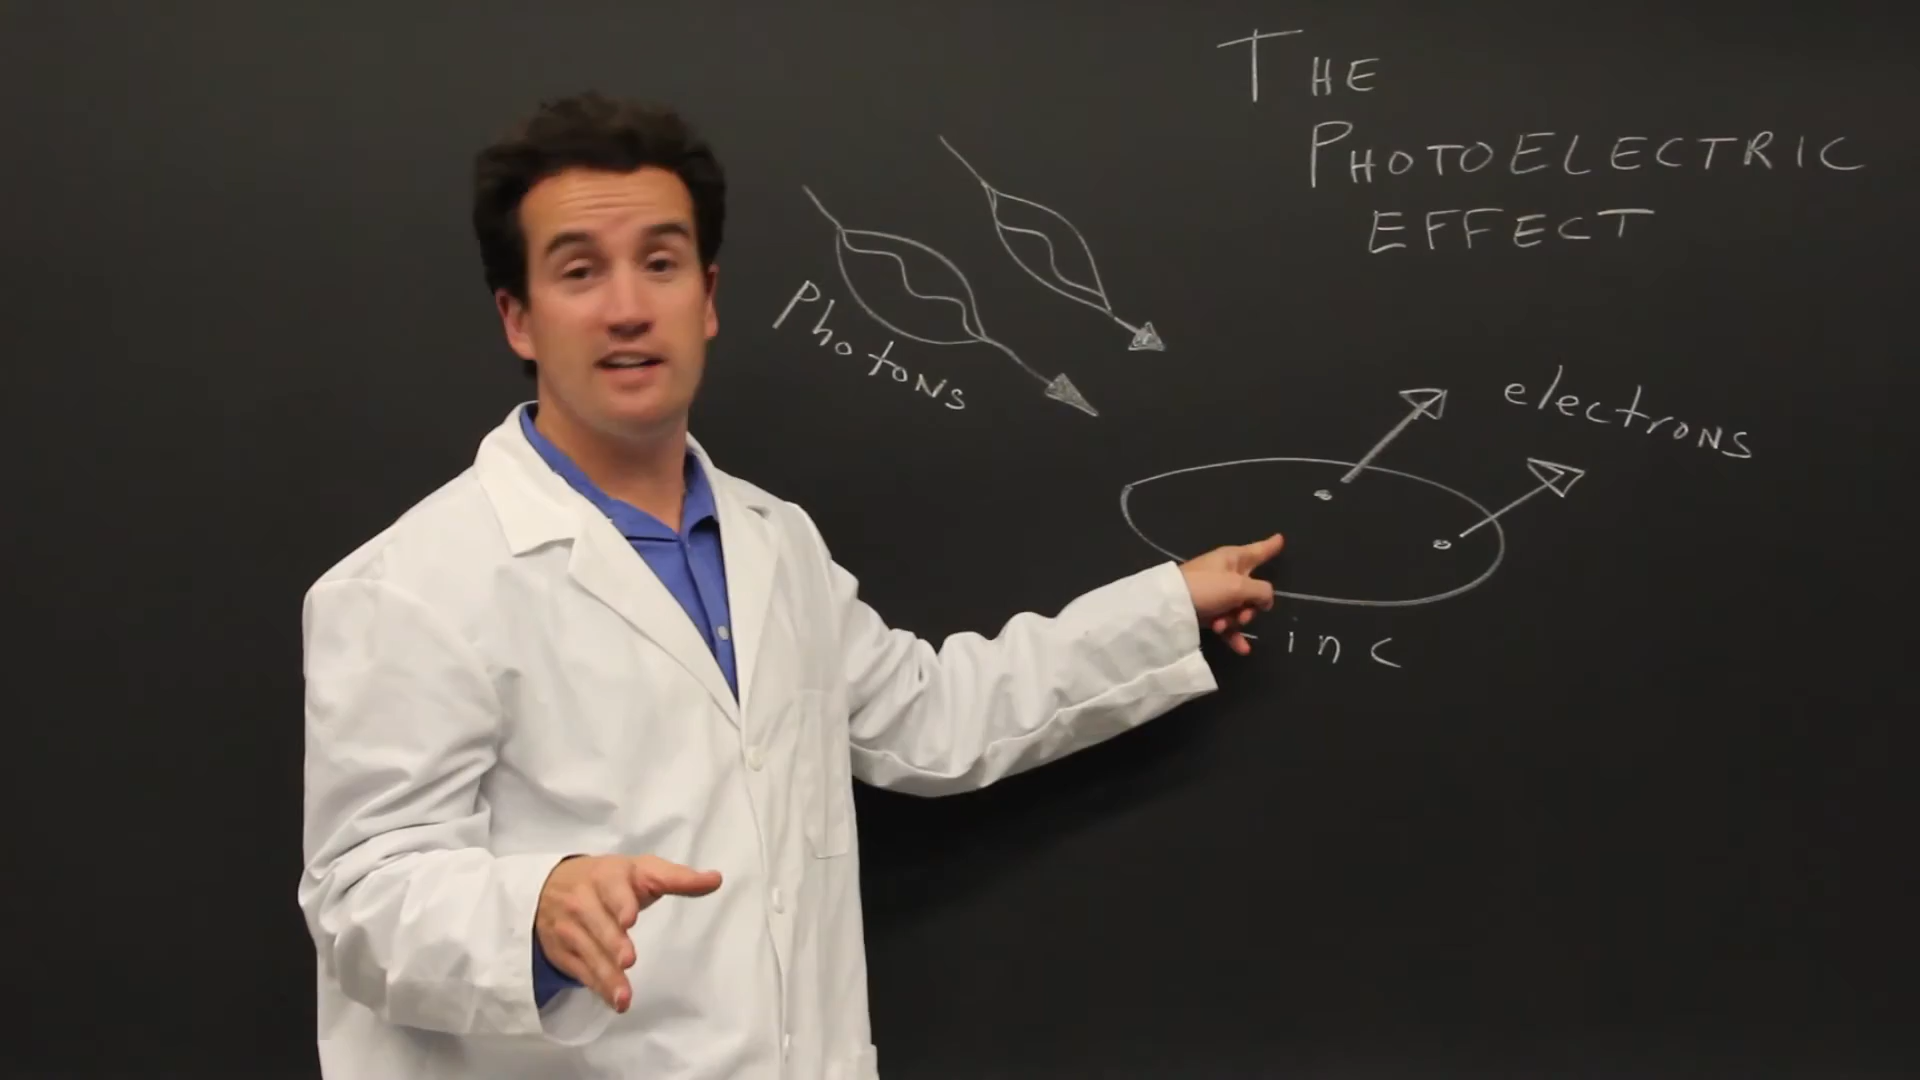 THE
PHOTOELECTRIC
EFFECT
Photons
electrons
inc